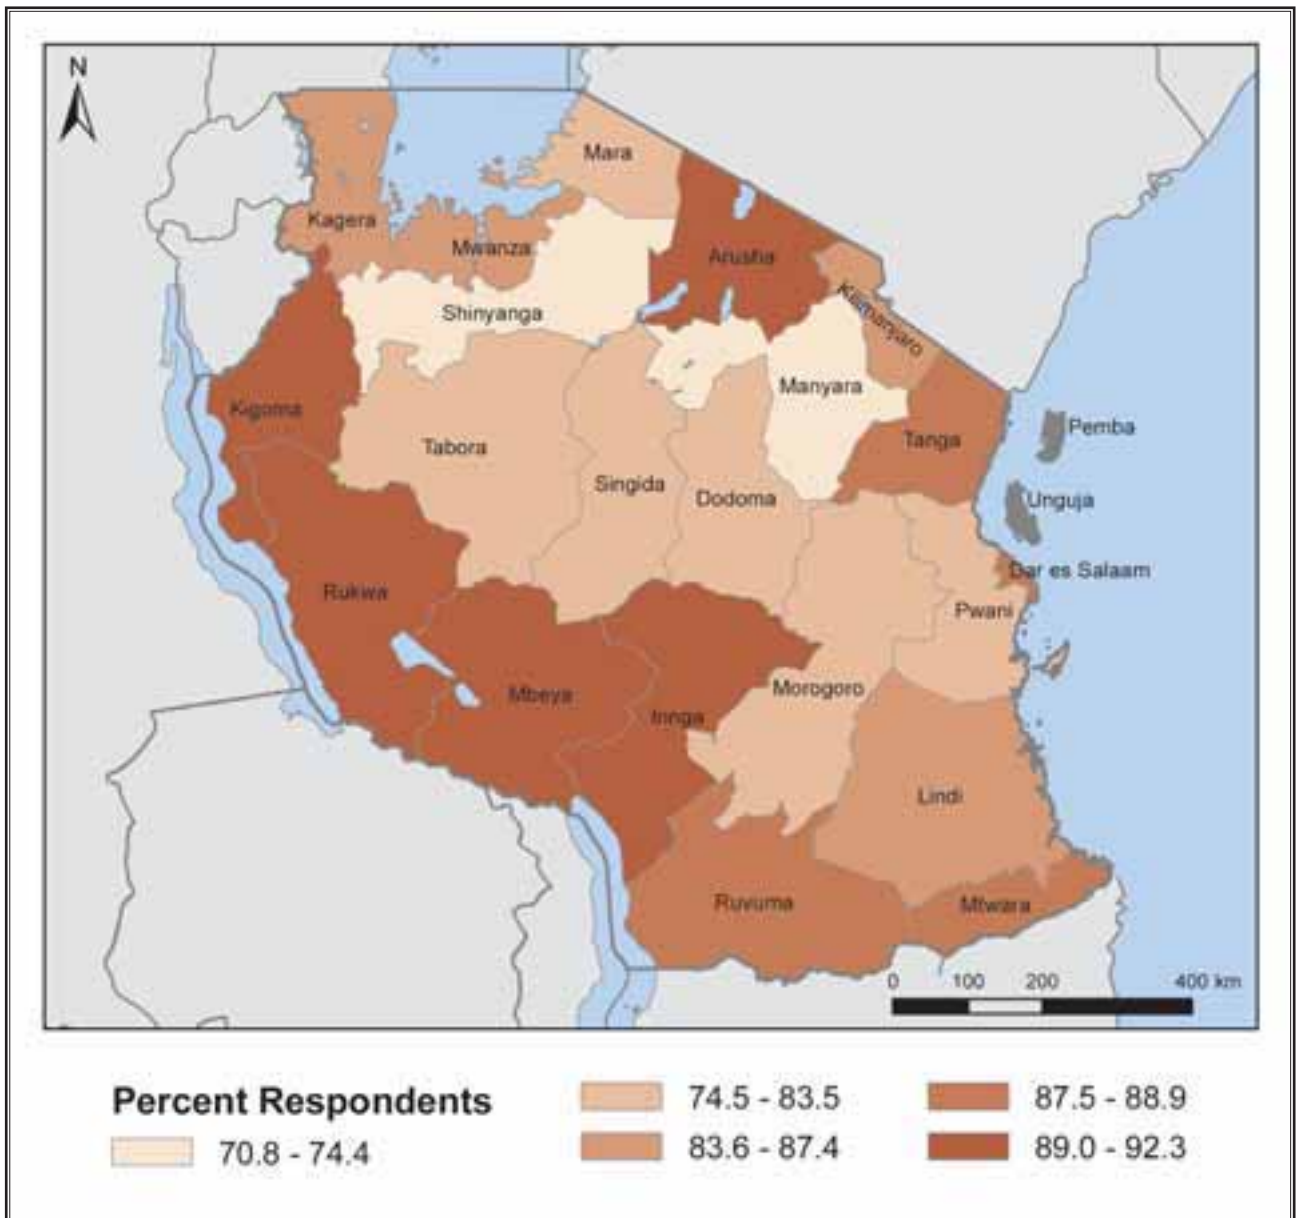 N
Mara
Kagera
Mwanza
Arusha
Shinyanga
Kilimanyaro
Manyara
Kigoma
Pemba
Tabora
Tanga
Singida
Dodoma
Unguja
Dar es Salaam
Rukwa
Pwani
Mbeya
Morogoro
Iringa
Lindi
Ruvuma
Mtwara
0 100 200 400 km
Percent Respondents
70.8 - 74.4
74.5 - 83.5
83.6 - 87.4
87.5 - 88.9
89.0 - 92.3